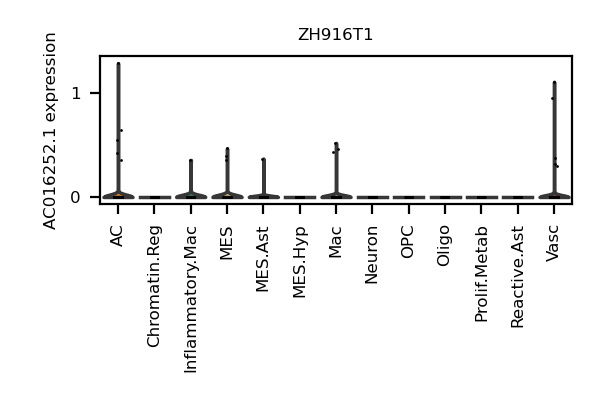 ZH916T1
AC016252.1 expression
1
0
AC
Chromatin.Reg
Inflammatory.Mac
MES
MES.Ast
MES.Hyp
Mac
Neuron
OPC
Oligo
Prolif.Metab
Reactive.Ast
Vasc